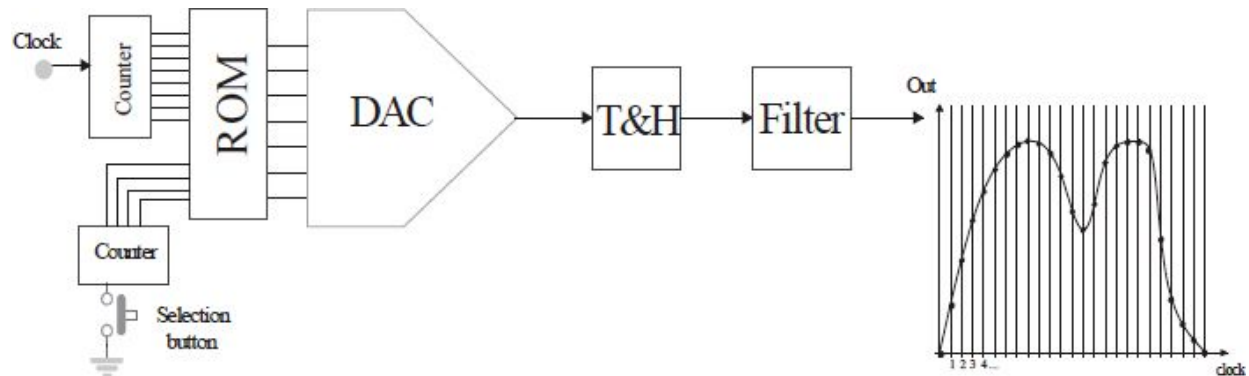 Clock
Counter
ROM
DAC
T&H
Filter
Out
Counter
Selection
button
1 2 3 4...
clock